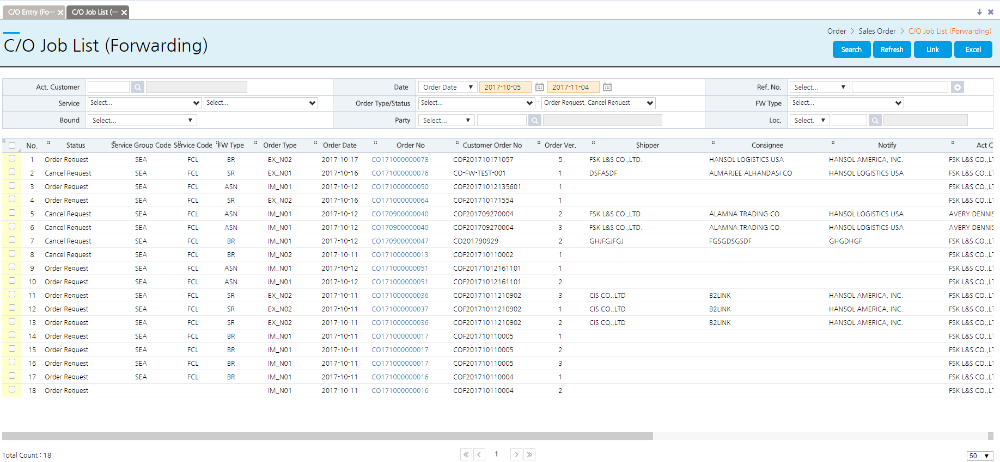 C/O Entry (Fo···
C/O Job List (···
Order > Sales Order > C/O Job List (Forwarding)
C/O Job List (Forwarding)
Search Refresh Link Excel
Act. Customer Date Order Date 2017-10-05 2017-11-04 Ref. No. Select...
Service Select... Select... Order Type/Status Select... - Order Request, Cancel Request FW Type Select...
Bound Select... Party Select... Loc. Select.
No. Status Service Group Code Service Code FW Type Order Type Order Date Order No Customer Order No Order Ver. Shipper Consignee Notify Act C
1 Order Request SEA FCL BR EX_N02 2017-10-17 CO171000000078 COF201710171057 5 FSK L&S CO.,LTD. HANSOL LOGISTICS USA HANSOL AMERICA, INC. FSK L&S CO.,LT
2 Cancel Request SEA FCL SR EX_N01 2017-10-16 CO171000000076 CO-FW-TEST-001 1 DSFASDF ALMARJEE ALHANDASI CO HANSOL LOGISTICS USA FSK L&S CO.,LT
3 Order Request SEA FCL ASN IM_N01 2017-10-12 CO171000000050 COF20171012135601 1 FSK L&S CO.,LT
4 Order Request SEA FCL SR EX_N02 2017-10-16 CO171000000064 COF201710171554 1 FSK L&S CO.,LT
5 Cancel Request SEA FCL ASN IM_N01 2017-10-12 CO170900000040 COF201709270004 2 FSK L&S CO.,LTD. ALAMNA TRADING CO. HANSOL LOGISTICS USA AVERY DENNIS
6 Cancel Request SEA FCL ASN IM_N01 2017-10-12 CO170900000040 COF201709270004 3 FSK L&S CO.,LTD. ALAMNA TRADING CO. HANSOL LOGISTICS USA AVERY DENNIS
7 Cancel Request SEA FCL BR IM_N01 2017-10-12 CO170900000047 CO201790929 2 GHJFGJFGJ FGSGDSGSDF GHGDHGF FSK L&S CO.,LT
8 Cancel Request SEA FCL BR IM_N02 2017-10-11 CO171000000013 COF201710110002 1 FSK L&S CO.,LT
9 Order Request SEA FCL ASN IM_N01 2017-10-12 CO171000000051 COF20171012161101 1 FSK L&S CO.,LT
10 Order Request SEA FCL ASN IM_N01 2017-10-12 CO171000000051 COF20171012161101 2 FSK L&S CO.,LT
11 Order Request SEA FCL SR EX_N02 2017-10-11 CO171000000036 COF20171011210902 3 CIS CO.,LTD B2LINK HANSOL AMERICA, INC. FSK L&S CO.,LT
12 Order Request SEA FCL SR EX_N02 2017-10-11 CO171000000037 COF20171011210902 1 CIS CO.,LTD B2LINK HANSOL AMERICA, INC. FSK L&S CO.,LT
13 Order Request SEA FCL SR EX_N02 2017-10-11 CO171000000036 COF20171011210902 2 CIS CO.,LTD B2LINK HANSOL AMERICA, INC. FSK L&S CO.,LT
14 Order Request SEA FCL BR IM_N01 2017-10-11 CO171000000017 COF201710110005 1 FSK L&S CO.,LT
15 Order Request SEA FCL BR IM_N01 2017-10-11 CO171000000017 COF201710110005 2 FSK L&S CO.,LT
16 Order Request SEA FCL BR IM_N01 2017-10-11 CO171000000017 COF201710110005 3 FSK L&S CO.,LT
17 Order Request SEA FCL BR IM_N01 2017-10-11 CO171000000016 COF201710110004 1 FSK L&S CO.,LT
18 Order Request IM_N01 2017-10-11 CO171000000016 COF201710110004 2 FSK L&S CO.,LT
Total Count : 18 1 50